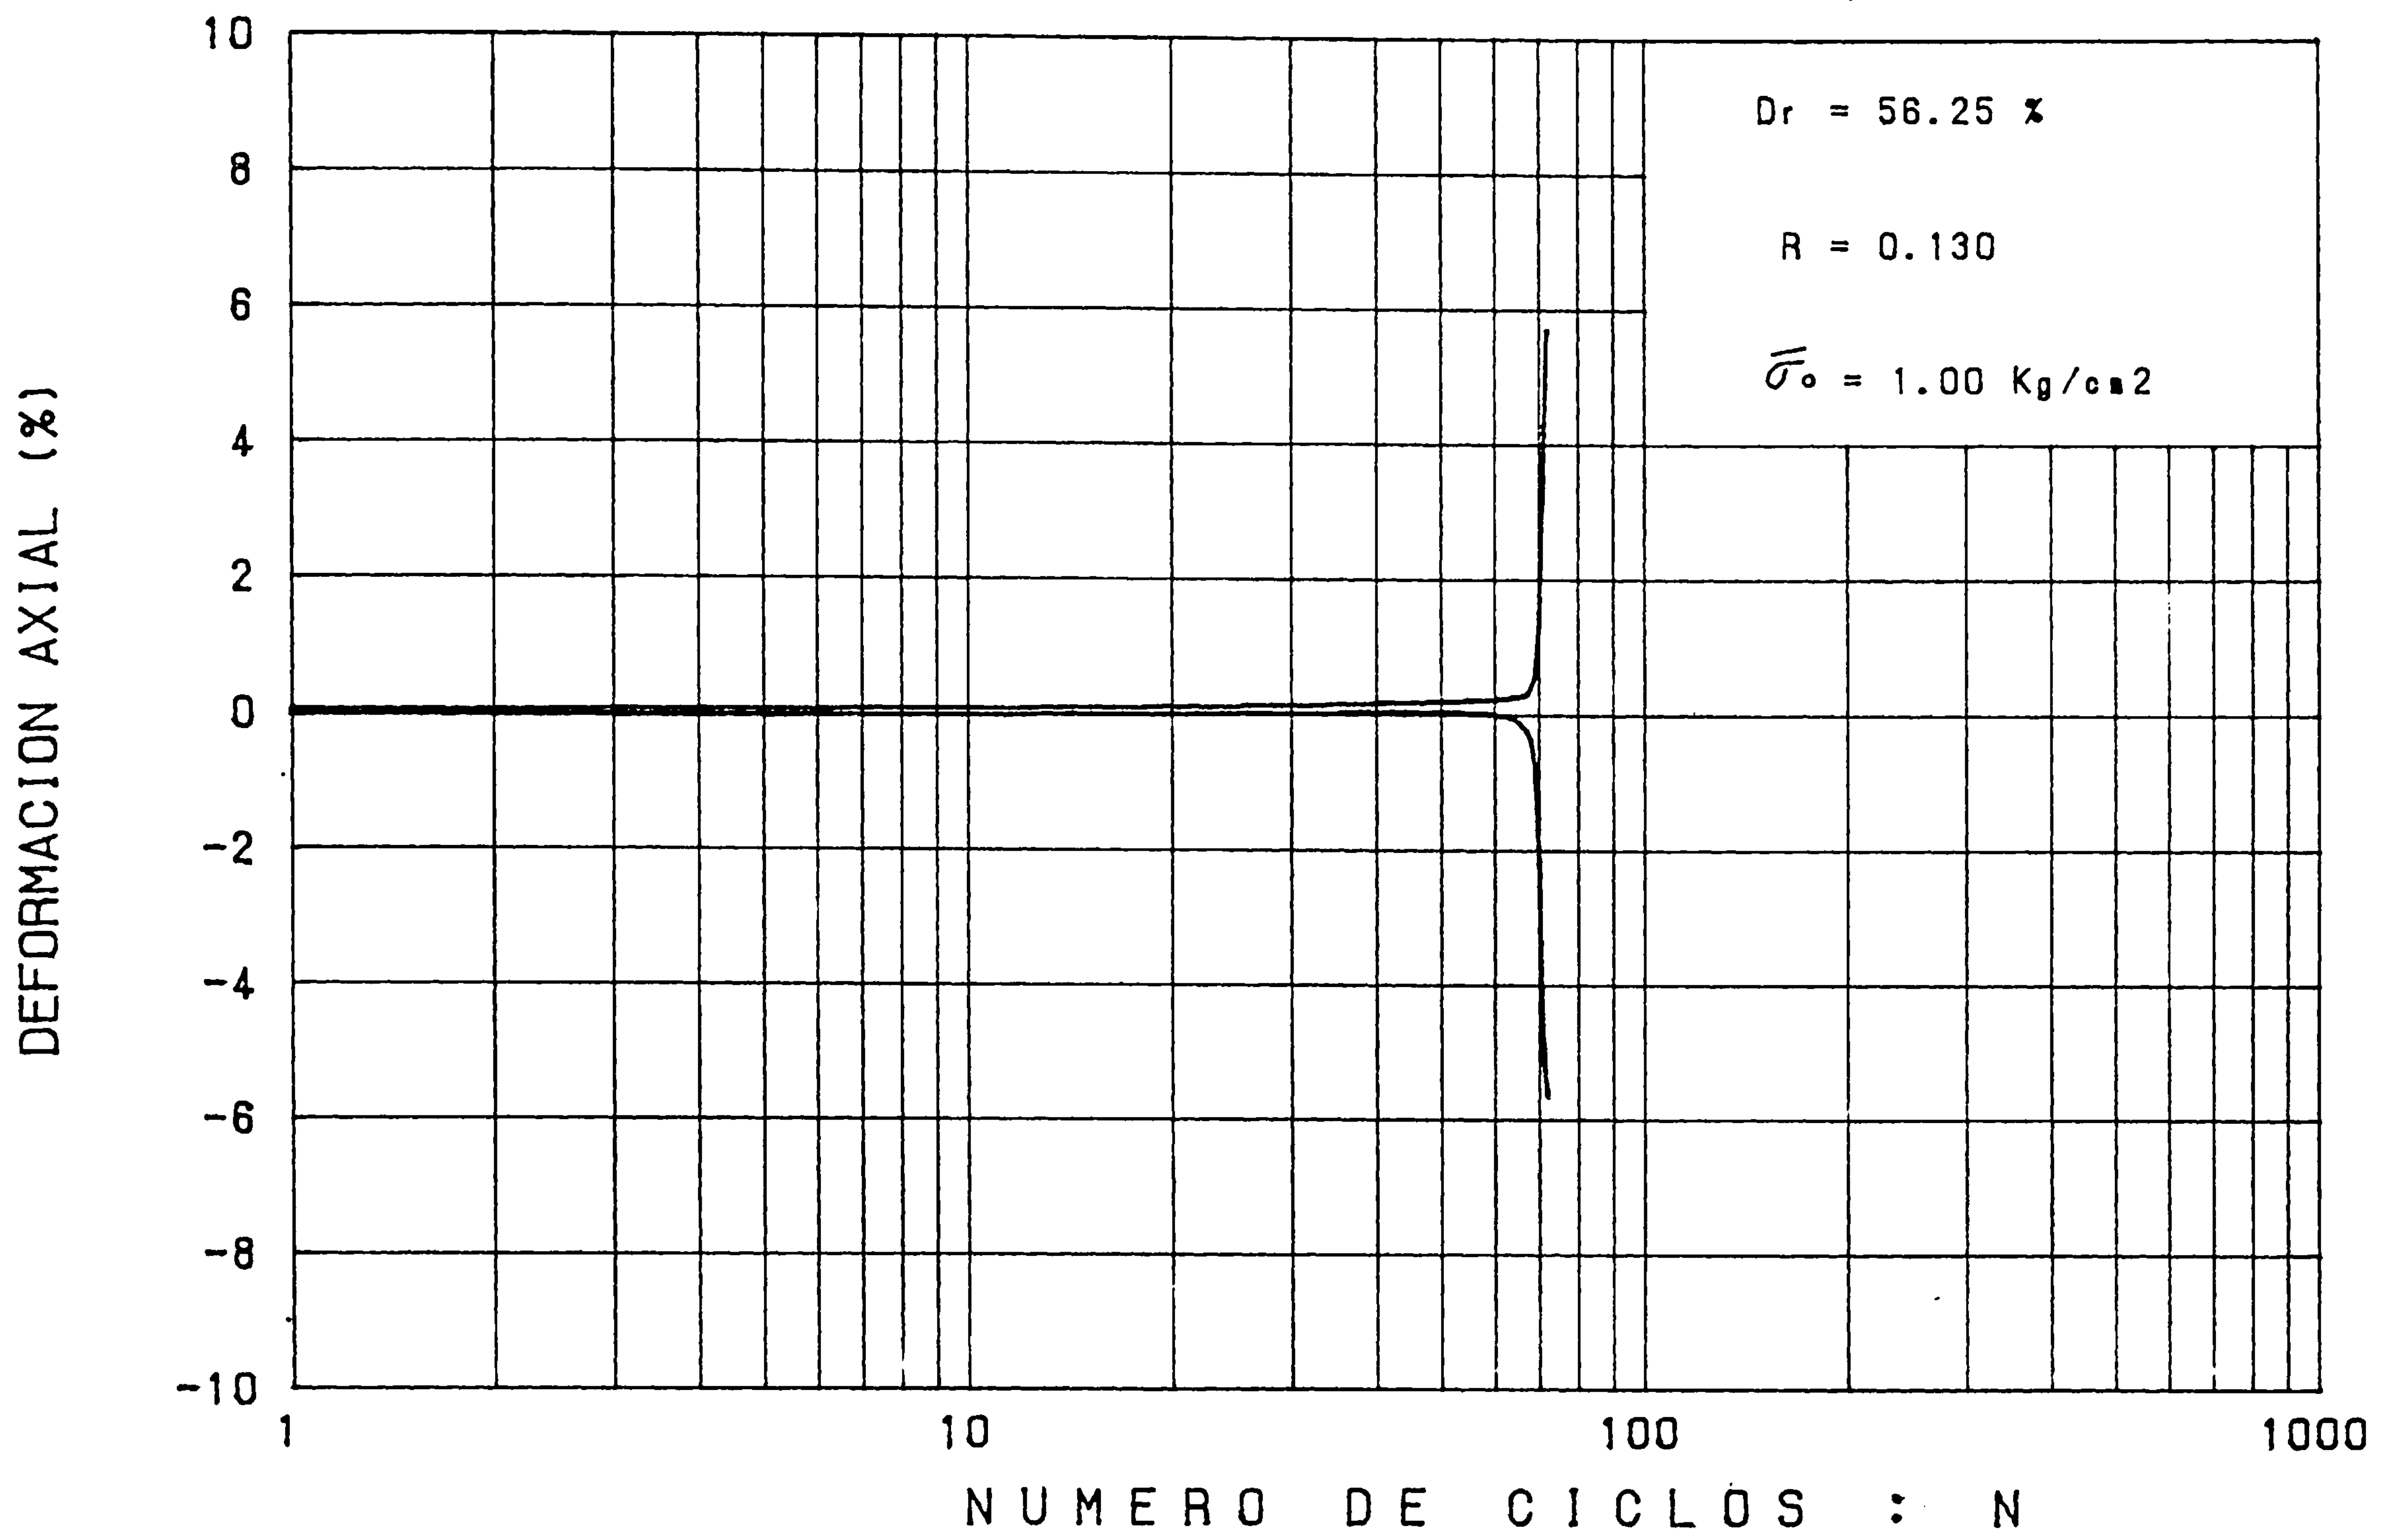 10
8
6
4
2
0
-2
-4
-6
-8
-10
DEFORMACION AXIAL (%)
Dr = 56.25 %
R = 0.130
σ̅o = 1.00 Kg/cm2
1 10 100 1000
NUMERO DE CICLOS : N